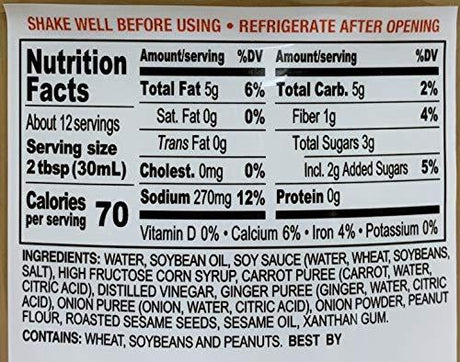 SHAKE WELL BEFORE USING • REFRIGERATE AFTER OPENING
Nutrition
Facts
About 12 servings
Serving size
2 tbsp (30mL)
Calories
per serving 70
Amount/serving %DV
Total Fat 5g 6%
Sat. Fat 0g 0%
Trans Fat 0g
Cholest. 0mg 0%
Sodium 270mg 12%
Amount/serving %DV
Total Carb. 5g 2%
Fiber 1g 4%
Total Sugars 3g
Incl. 2g Added Sugars 5%
Protein 0g
Vitamin D 0% • Calcium 6% • Iron 4% • Potassium 0%
INGREDIENTS: WATER, SOYBEAN OIL, SOY SAUCE (WATER, WHEAT, SOYBEANS,
SALT), HIGH FRUCTOSE CORN SYRUP, CARROT PUREE (CARROT, WATER,
CITRIC ACID), DISTILLED VINEGAR, GINGER PUREE (GINGER, WATER, CITRIC
ACID), ONION PUREE (ONION, WATER, CITRIC ACID), ONION POWDER, PEANUT
FLOUR, ROASTED SESAME SEEDS, SESAME OIL, XANTHAN GUM.
CONTAINS: WHEAT, SOYBEANS AND PEANUTS. BEST BY